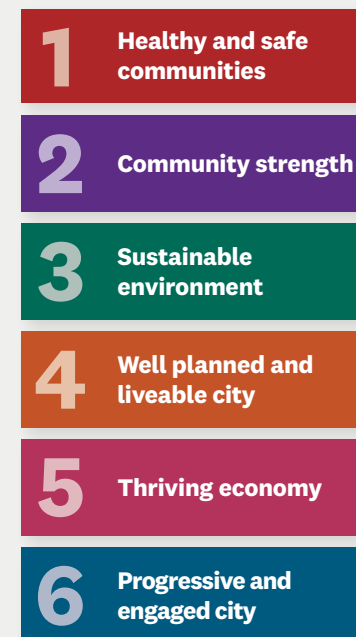 1
Healthy and safe
communities
2
Community strength
3
Sustainable
environment
4
Well planned and
liveable city
5
Thriving economy
6
Progressive and
engaged city